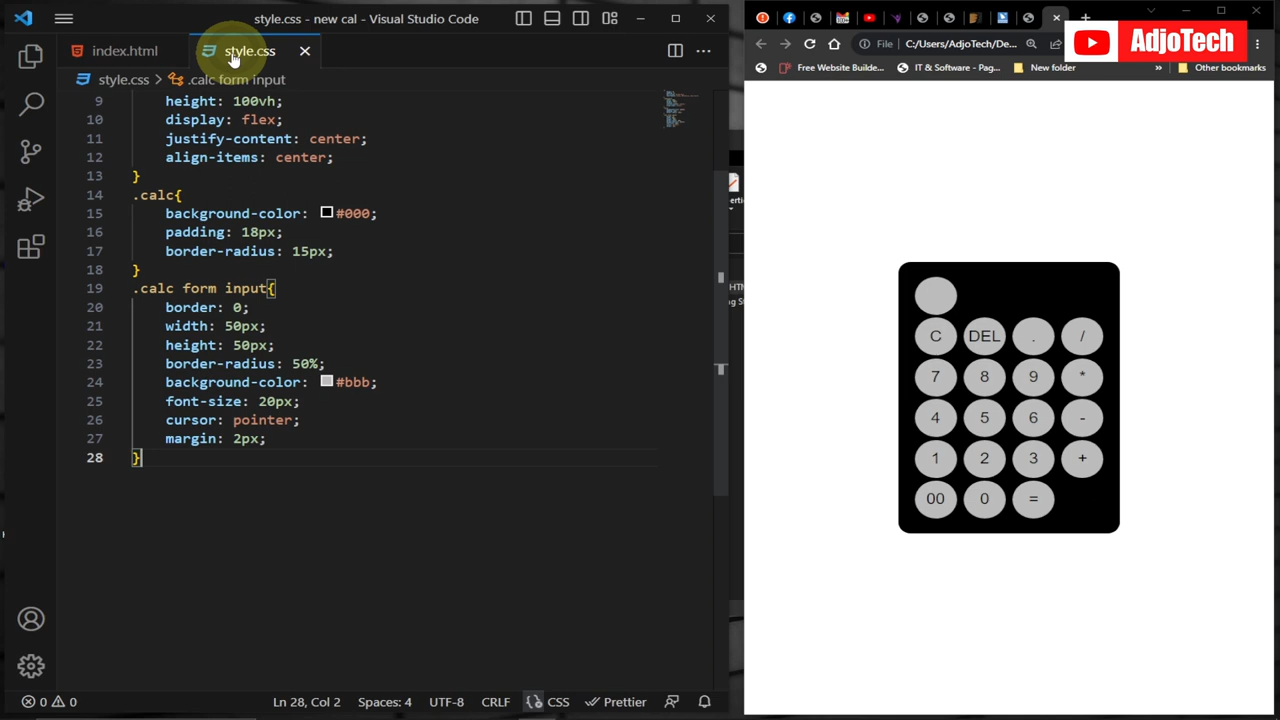 style.css - new cal - Visual Studio Code
index.html
style.css
style.css > .calc form input
9 height: 100vh;
10 display: flex;
11 justify-content: center;
12 align-items: center;
13 }
14 .calc{
15 background-color: #000;
16 padding: 18px;
17 border-radius: 15px;
18 }
19 .calc form input{
20 border: 0;
21 width: 50px;
22 height: 50px;
23 border-radius: 50%;
24 background-color: #bbb;
25 font-size: 20px;
26 cursor: pointer;
27 margin: 2px;
28 }
0 0
Ln 28, Col 2 Spaces: 4 UTF-8 CRLF CSS Prettier
AdjoTech
File C:/Users/AdjoTech/De...
Free Website Builde... IT & Software - Pag... New folder » Other bookmarks
C DEL . /
7 8 9 *
4 5 6 -
1 2 3 +
00 0 =